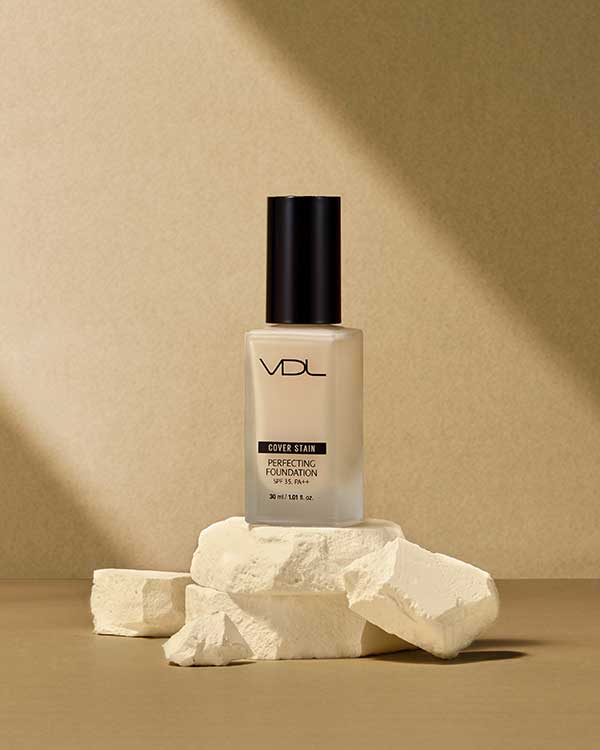 VDL
COVER STAIN
PERFECTING
FOUNDATION
SPF 35, PA++
30 ml / 1.01 fl. oz.